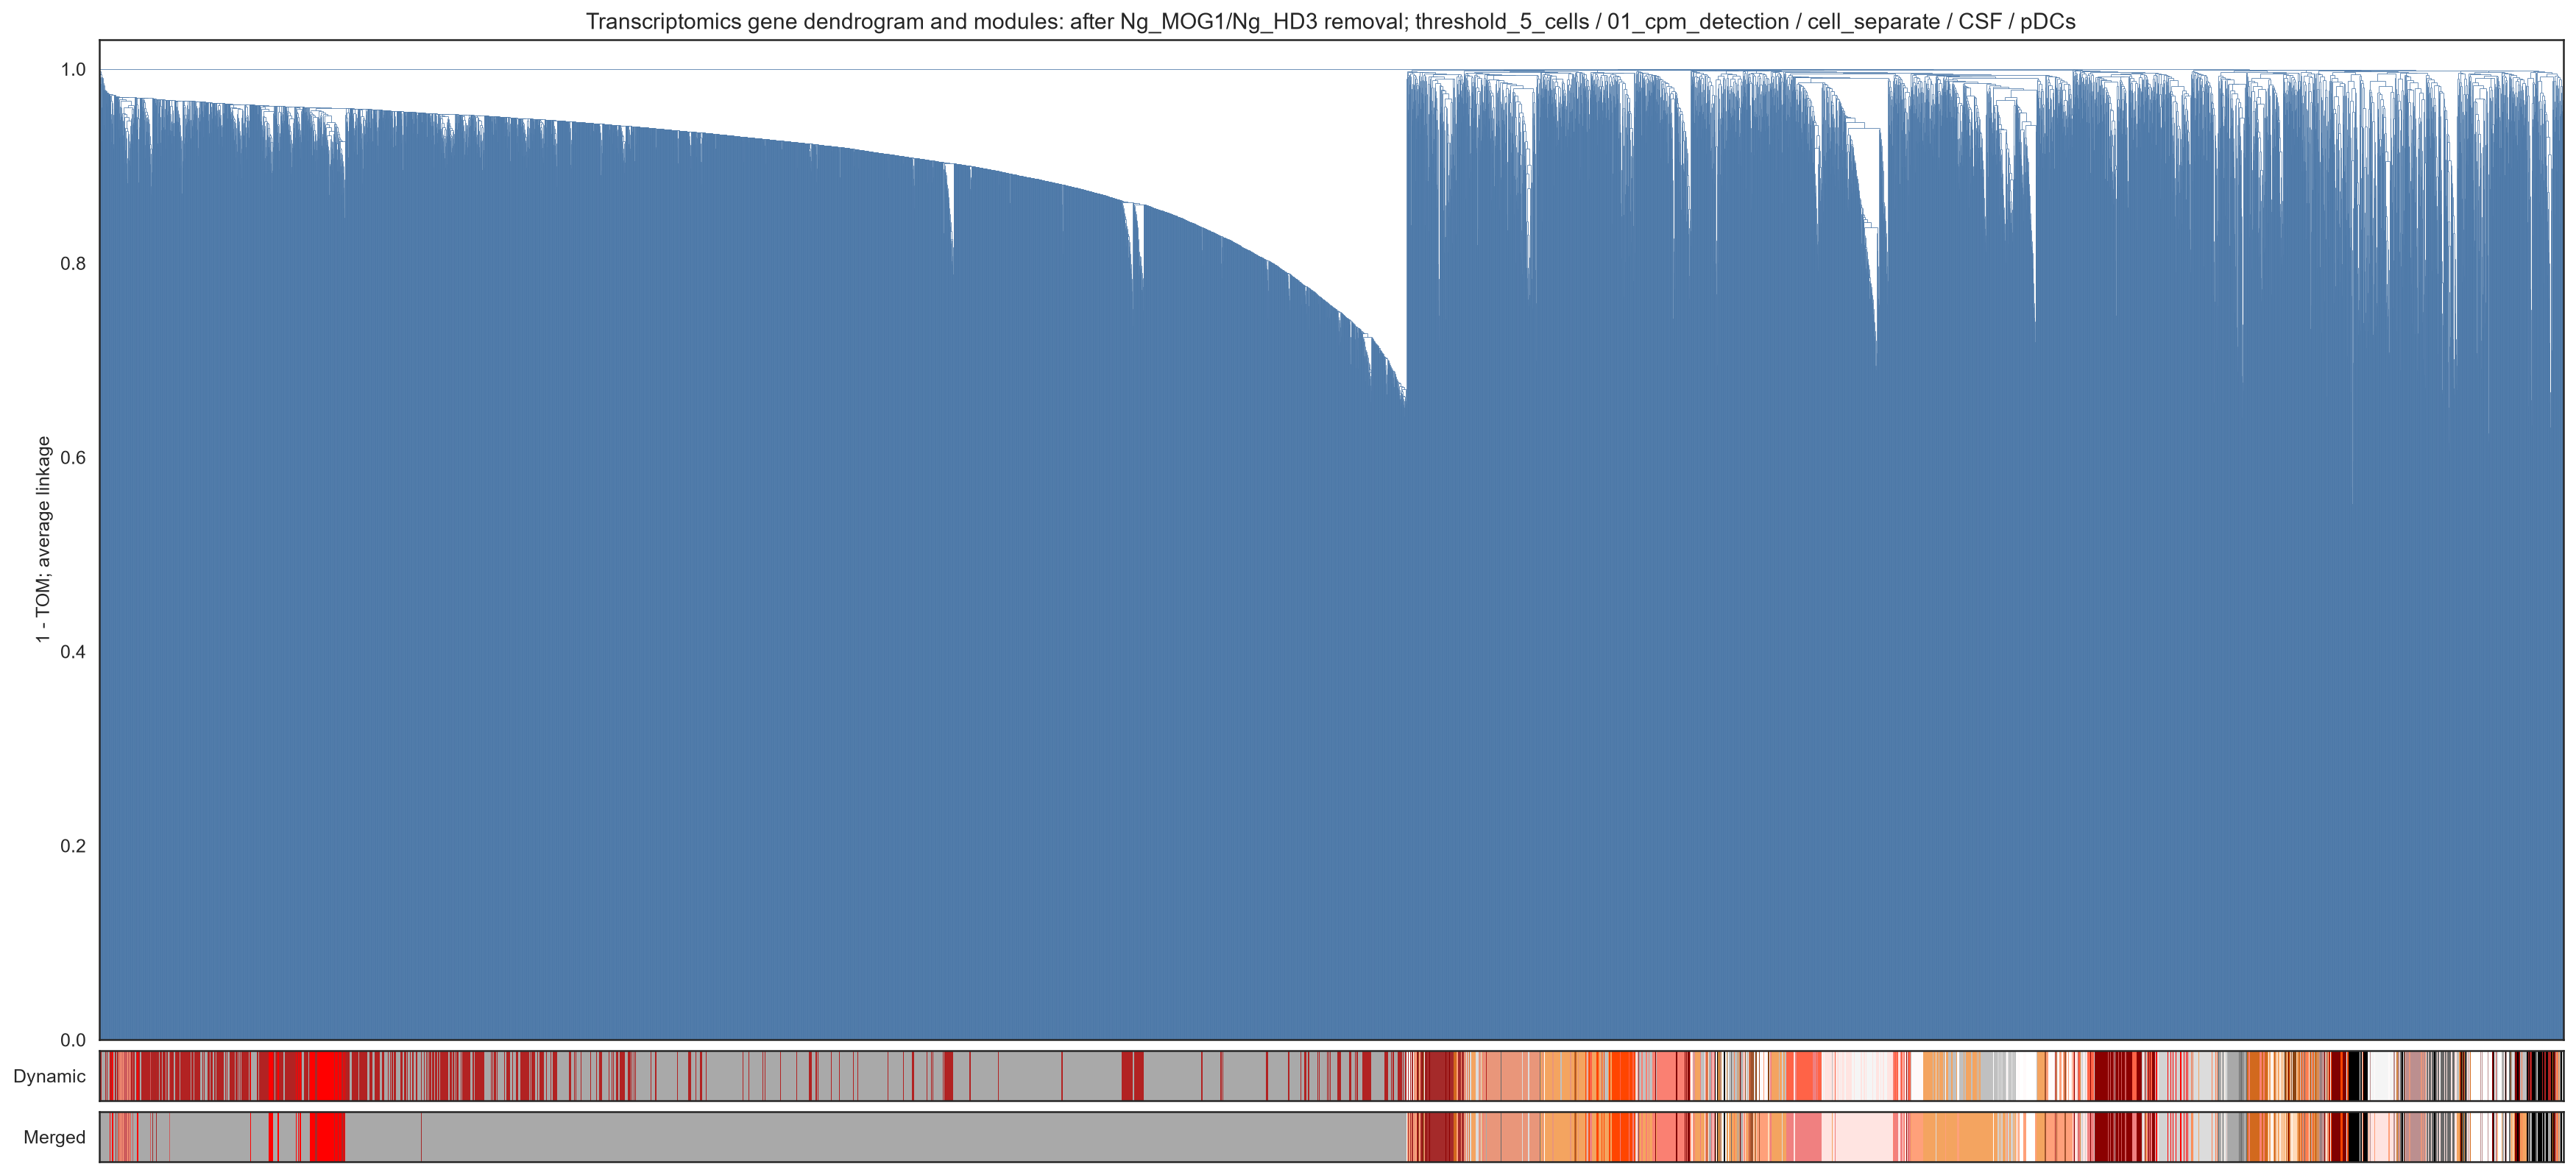 Transcriptomics gene dendrogram and modules: after Ng_MOG1/Ng_HD3 removal; threshold_5_cells / 01_cpm_detection / cell_separate / CSF / pDCs
1.0
0.8
0.6
0.4
0.2
0.0
1 - TOM; average linkage
Dynamic
Merged